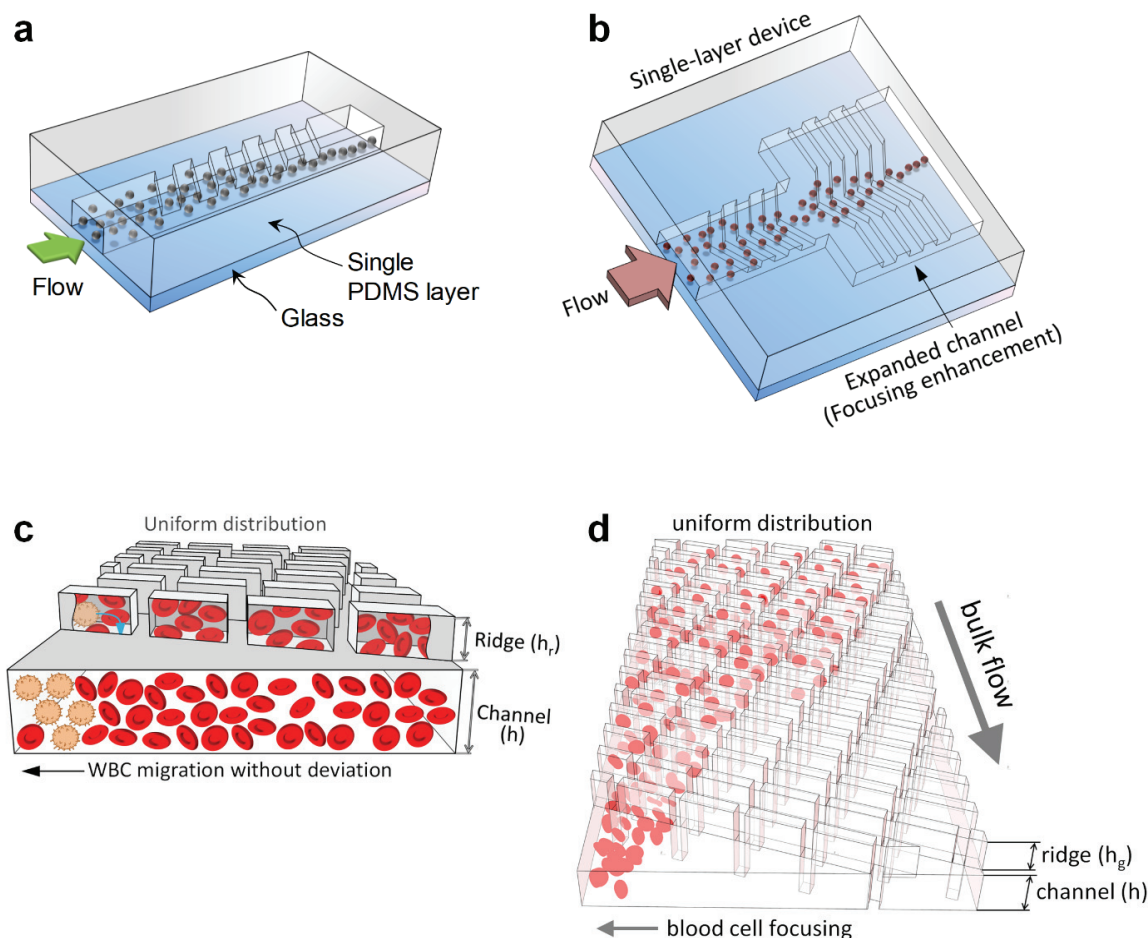 a
Flow
Single
PDMS layer
Glass
b
Single-layer device
Flow
Expanded channel
(Focusing enhancement)
c
Uniform distribution
Ridge (hr)
Channel
(h)
WBC migration without deviation
d
uniform distribution
bulk flow
ridge (hg)
channel (h)
blood cell focusing